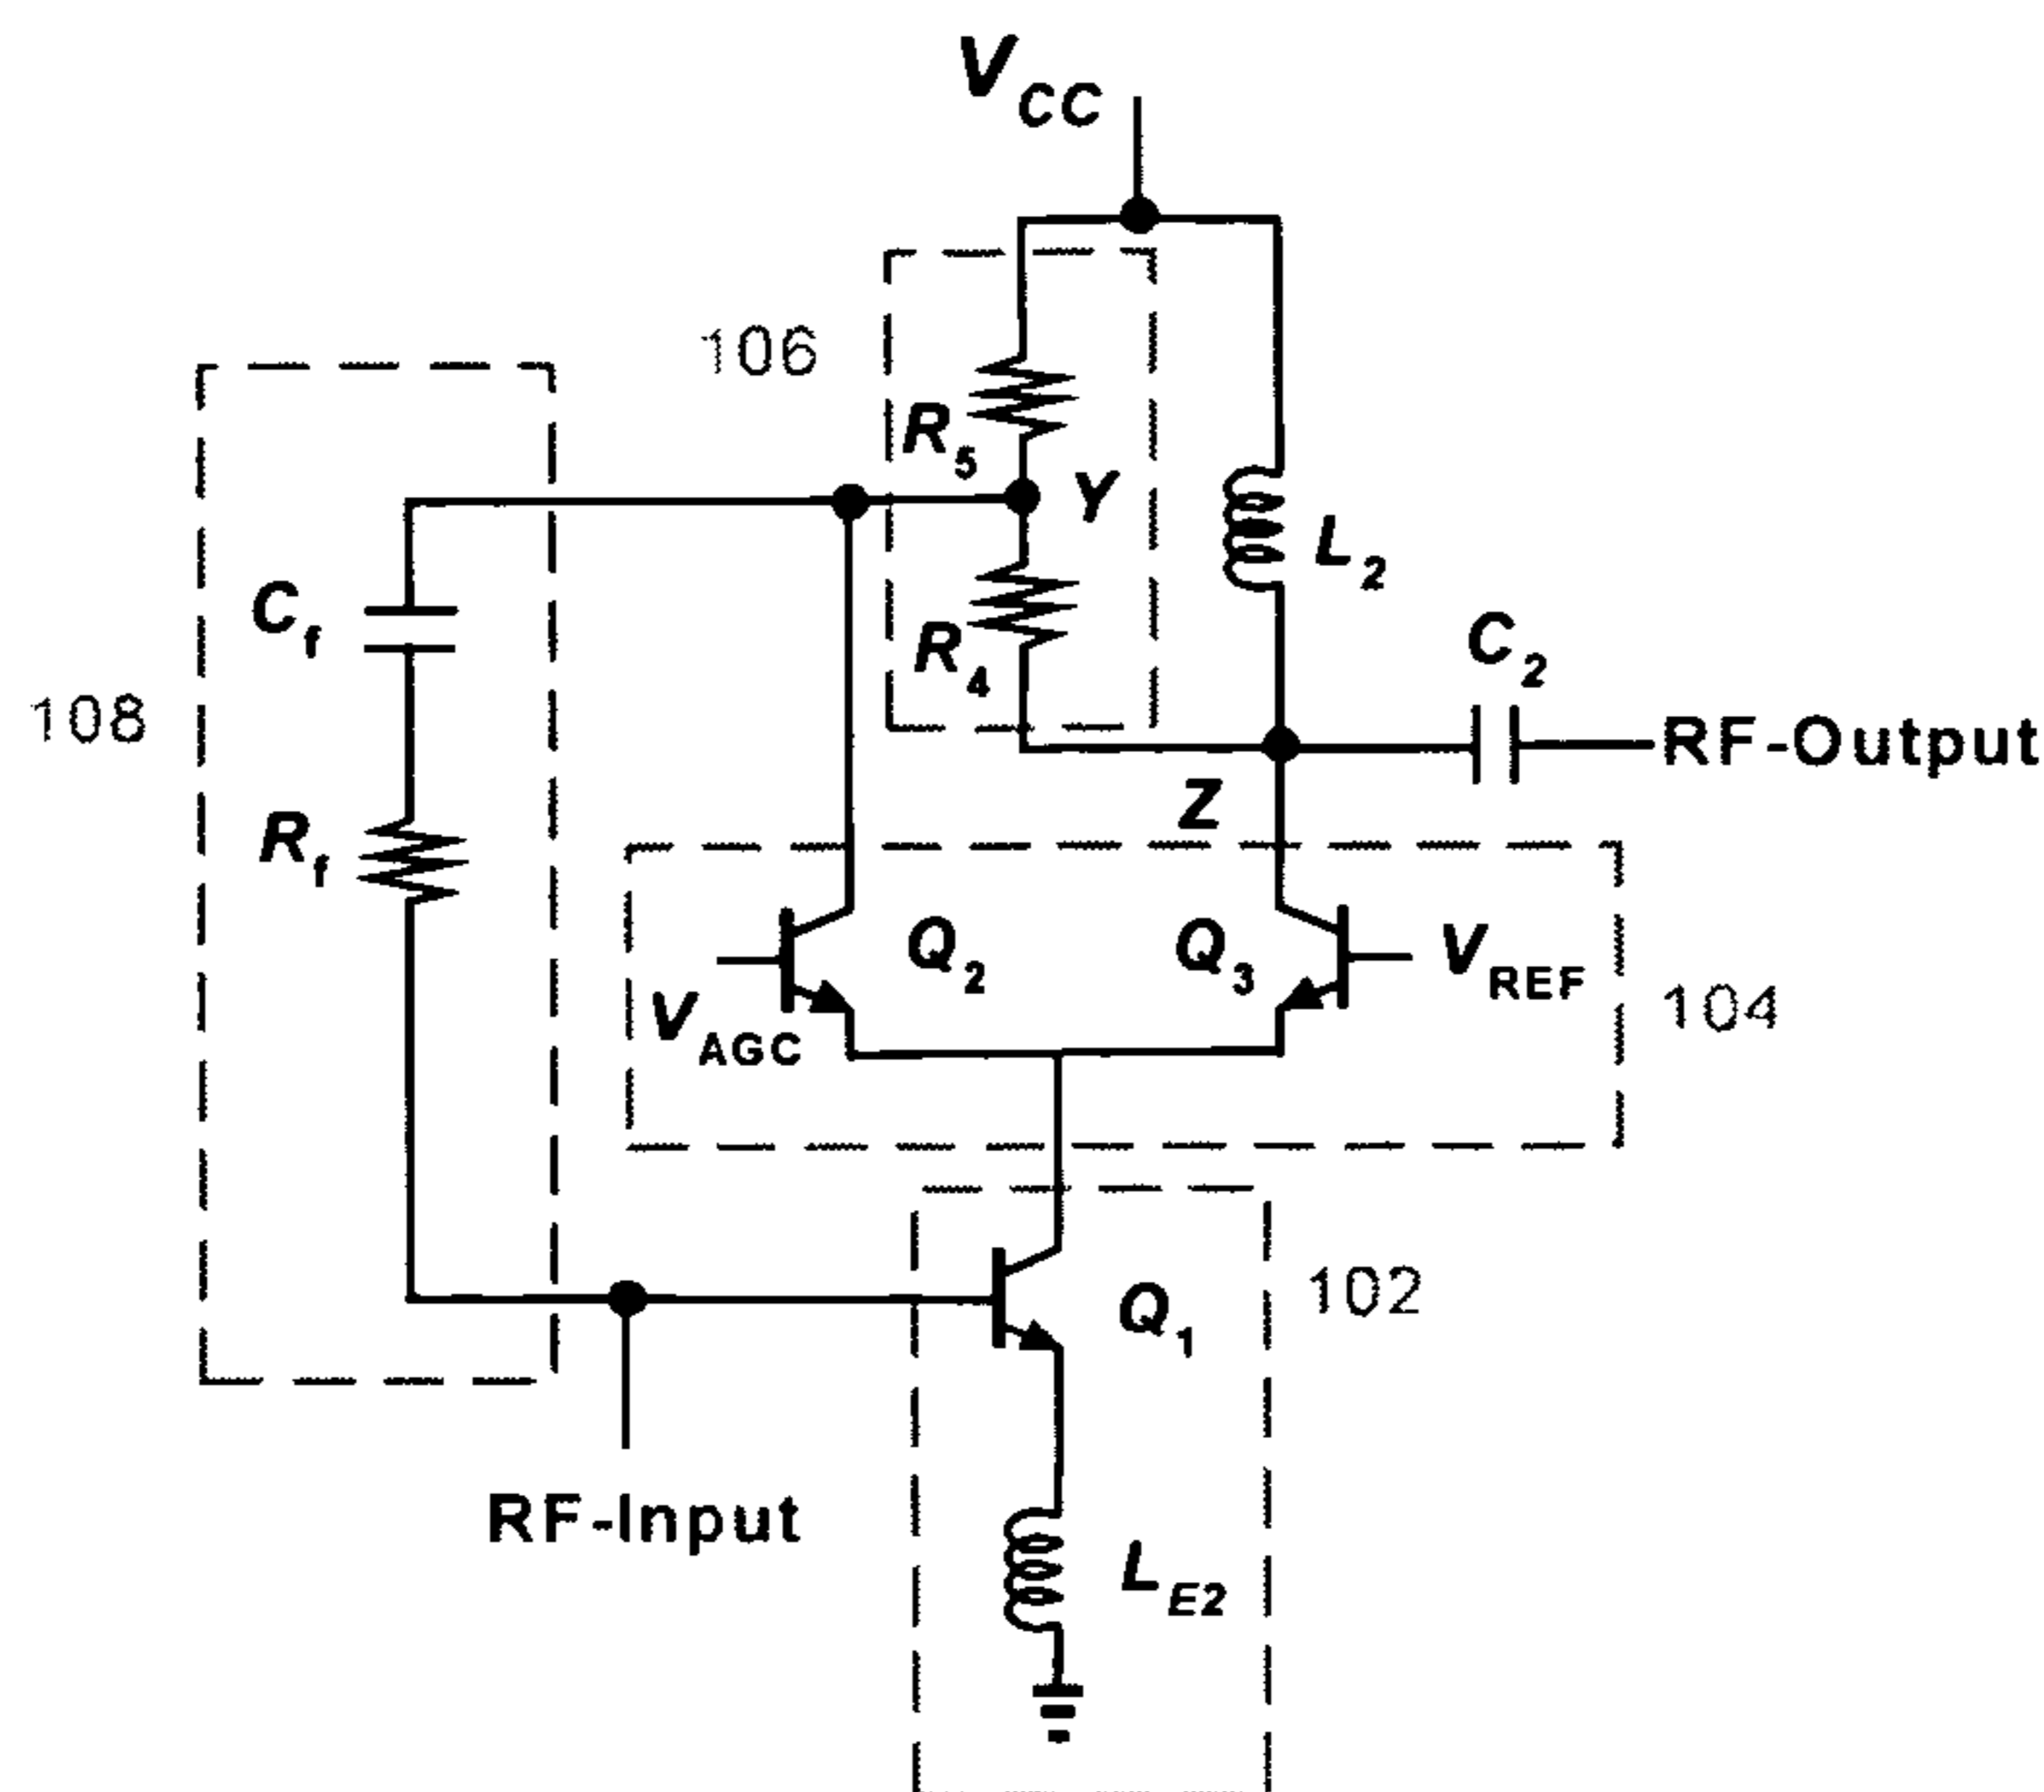 VCC
106
R5
Y
L2
Cf
R4
C2
108
RF-Output
Rf
Z
Q2
Q3
VREF
VAGC
104
Q1
102
RF-Input
LE2